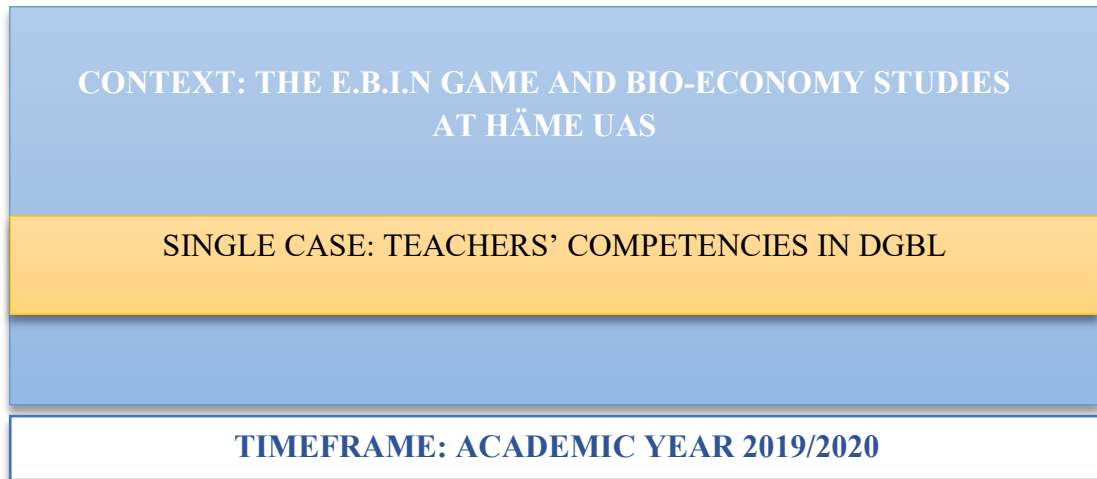 CONTEXT: THE E.B.I.N GAME AND BIO-ECONOMY STUDIES
AT HÄME UAS
SINGLE CASE: TEACHERS’ COMPETENCIES IN DGBL
TIMEFRAME: ACADEMIC YEAR 2019/2020